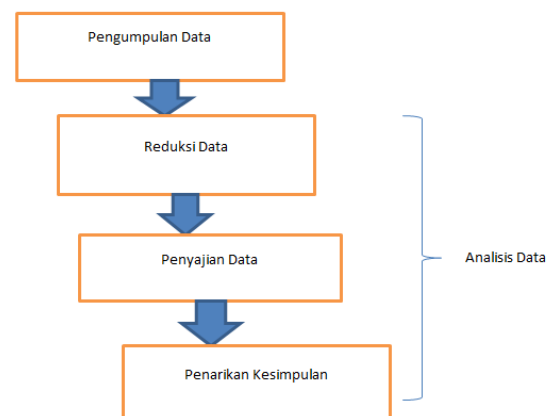 Pengumpulan Data
Reduksi Data
Penyajian Data
Analisis Data
Penarikan Kesimpulan